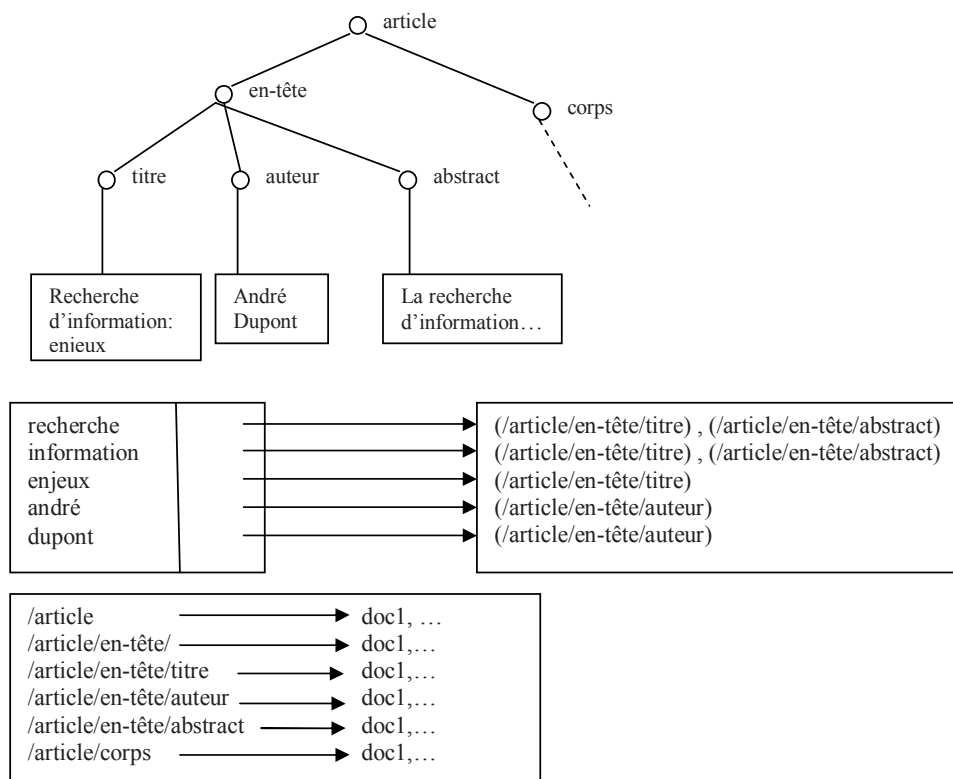 article
en-tête
corps
titre
auteur
abstract
Recherche
d’information:
enjeux
André
Dupont
La recherche
d’information…
recherche
(/article/en-tête/titre) , (/article/en-tête/abstract)
information
(/article/en-tête/titre) , (/article/en-tête/abstract)
enjeux
(/article/en-tête/titre)
andré
(/article/en-tête/auteur)
dupont
(/article/en-tête/auteur)
/article doc1, …
/article/en-tête/ doc1,…
/article/en-tête/titre doc1,…
/article/en-tête/auteur doc1,…
/article/en-tête/abstract doc1,…
/article/corps doc1,…